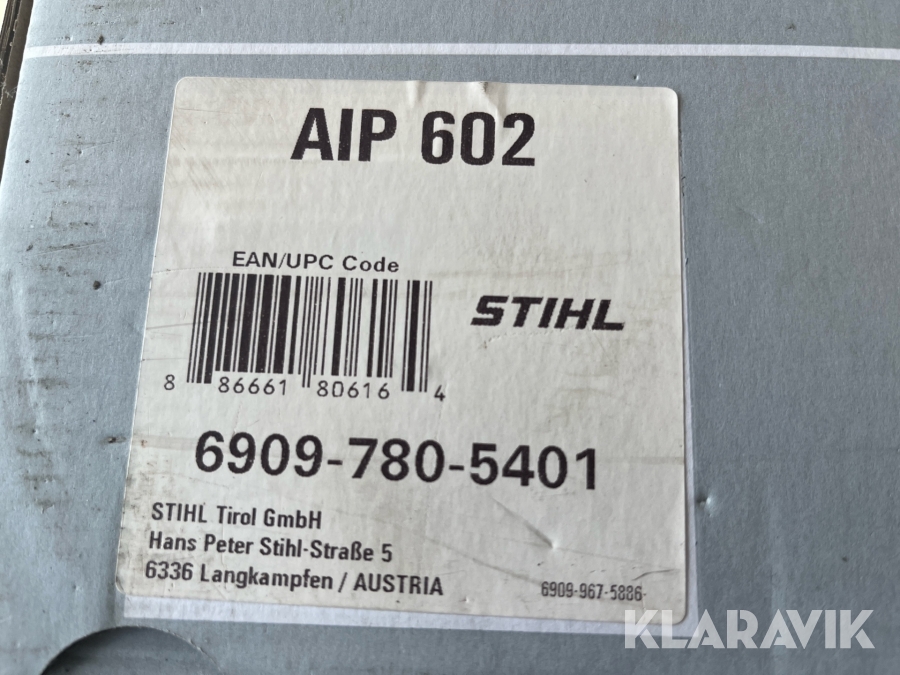 AIP 602
EAN/UPC Code
STIHL
8 86661 80616 4
6909-780-5401
STIHL Tirol GmbH
Hans Peter Stihl-Straße 5
6336 Langkampfen / AUSTRIA
6909-967-5886-
KLARAVIK